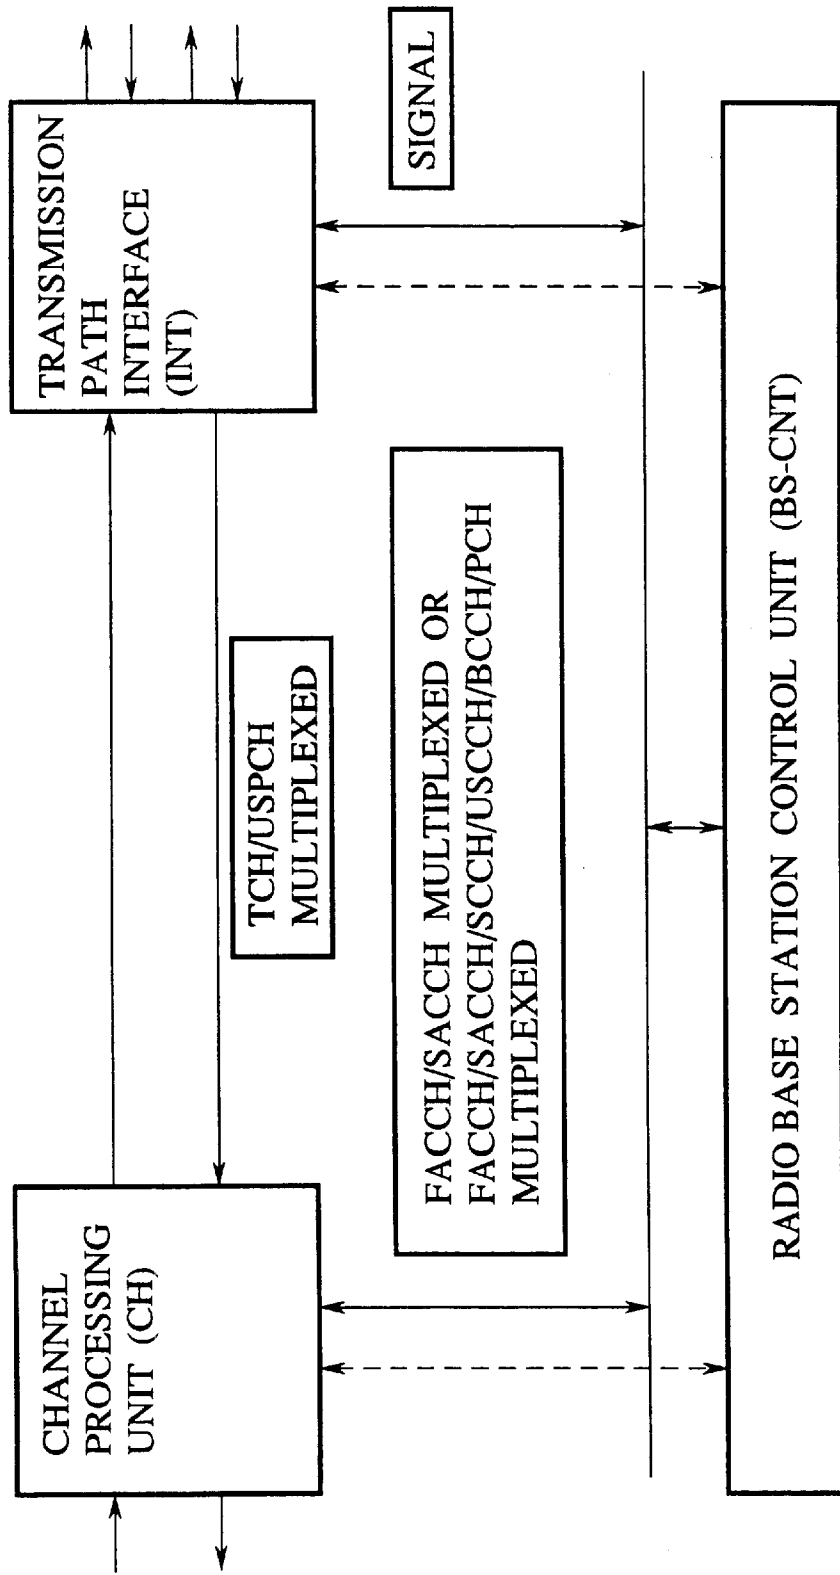 CHANNEL
PROCESSING
UNIT (CH)
TRANSMISSION
PATH
INTERFACE
(INT)
TCH/USPCH
MULTIPLEXED
FACCH/SACCH MULTIPLEXED OR
FACCH/SACCH/SCCH/USCCH/BCCH/PCH
MULTIPLEXED
SIGNAL
RADIO BASE STATION CONTROL UNIT (BS-CNT)